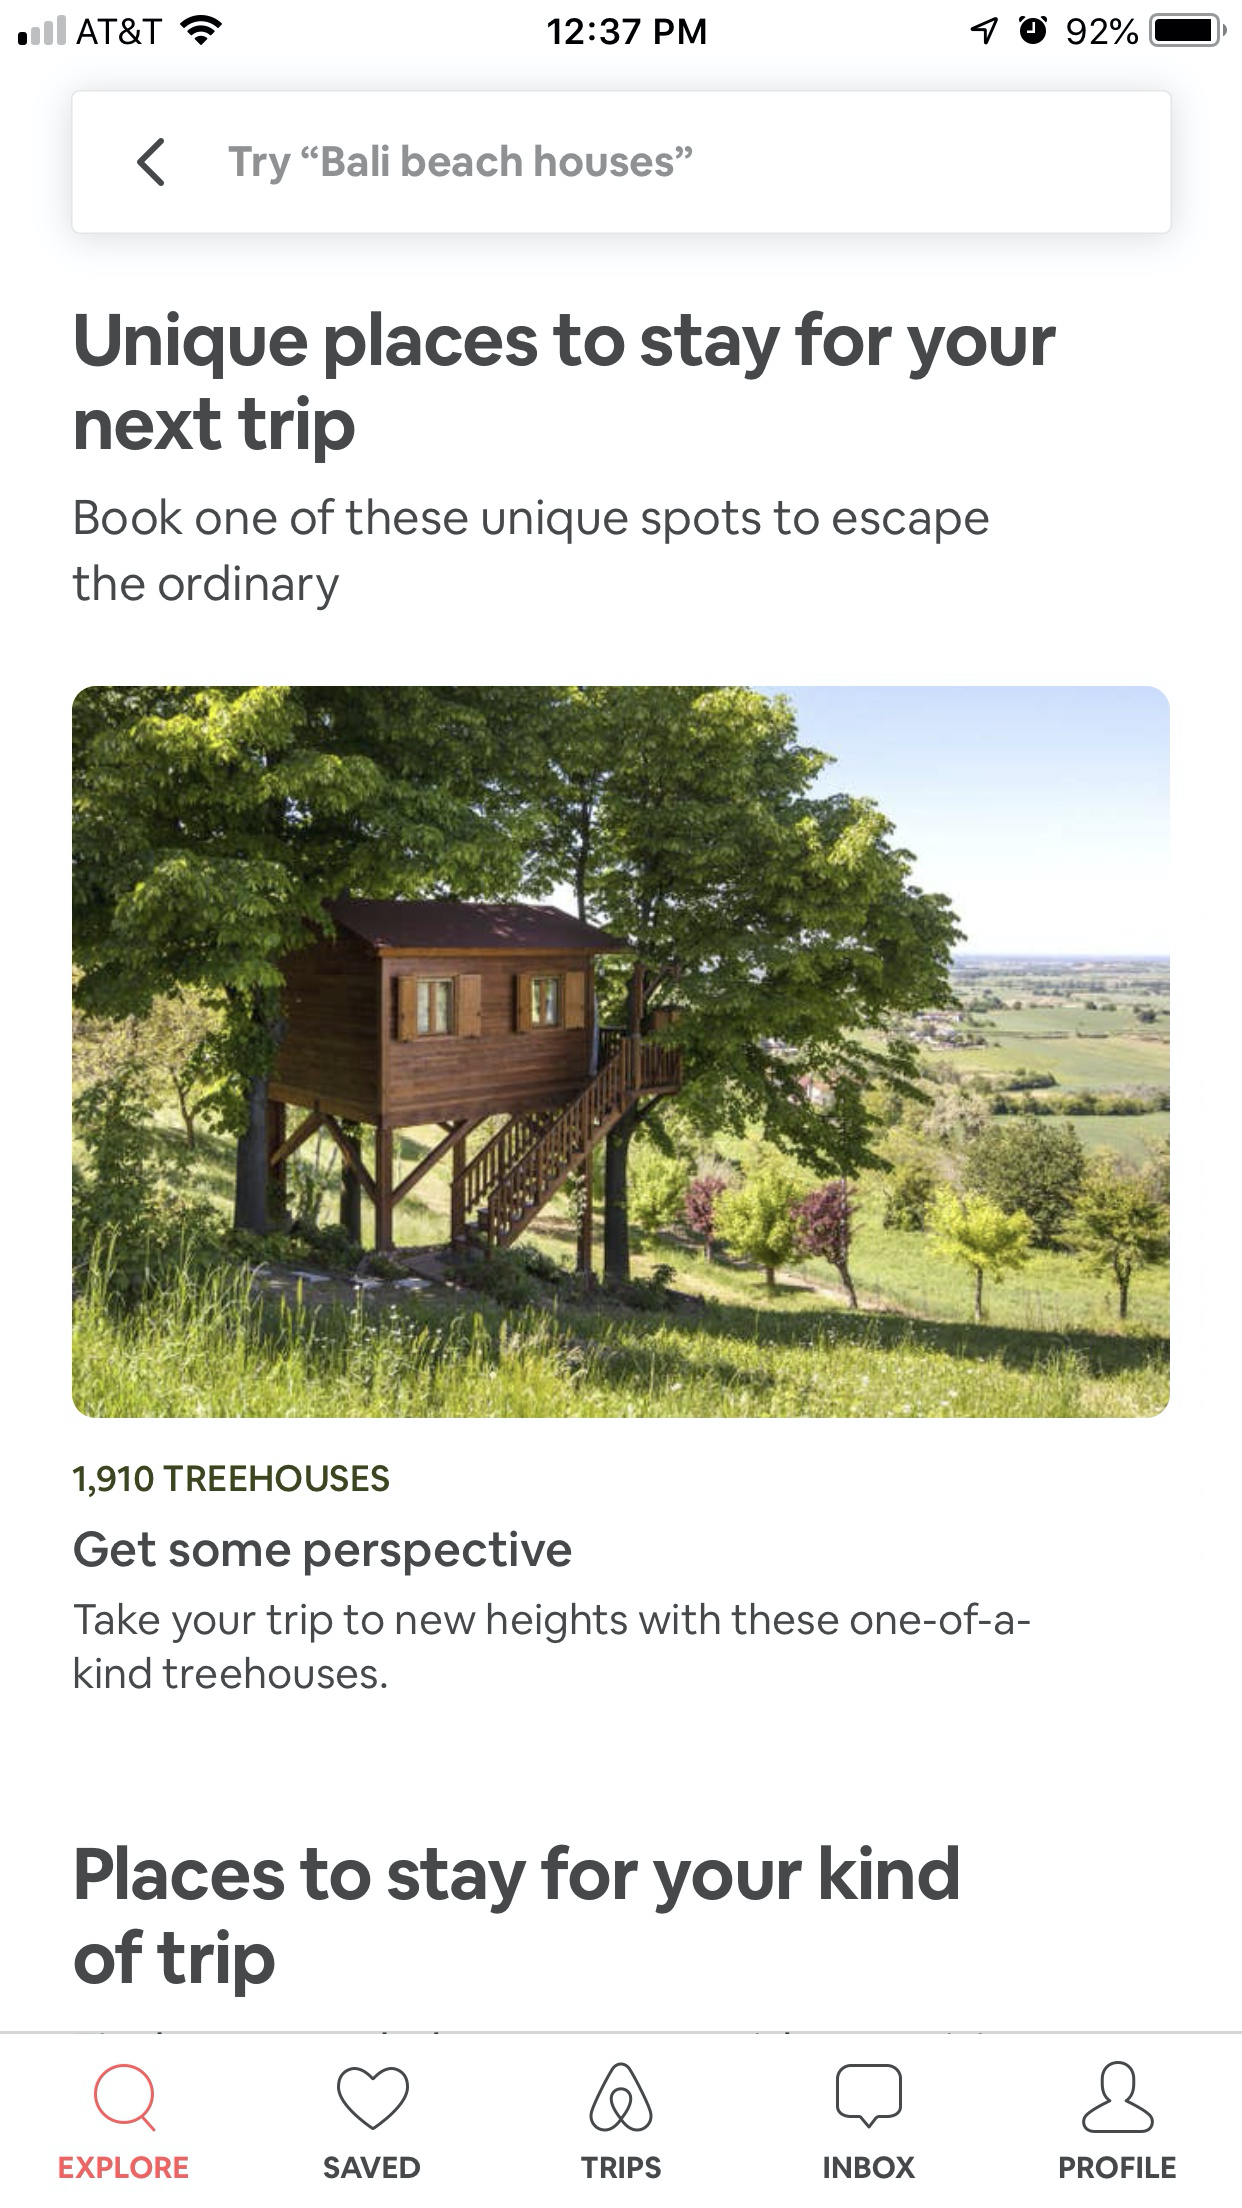 AT&T 12:37 PM 92%
Try “Bali beach houses”
Unique places to stay for your
next trip
Book one of these unique spots to escape
the ordinary
1,910 TREEHOUSES
Get some perspective
Take your trip to new heights with these one-of-a-
kind treehouses.
Places to stay for your kind
of trip
EXPLORE SAVED TRIPS INBOX PROFILE